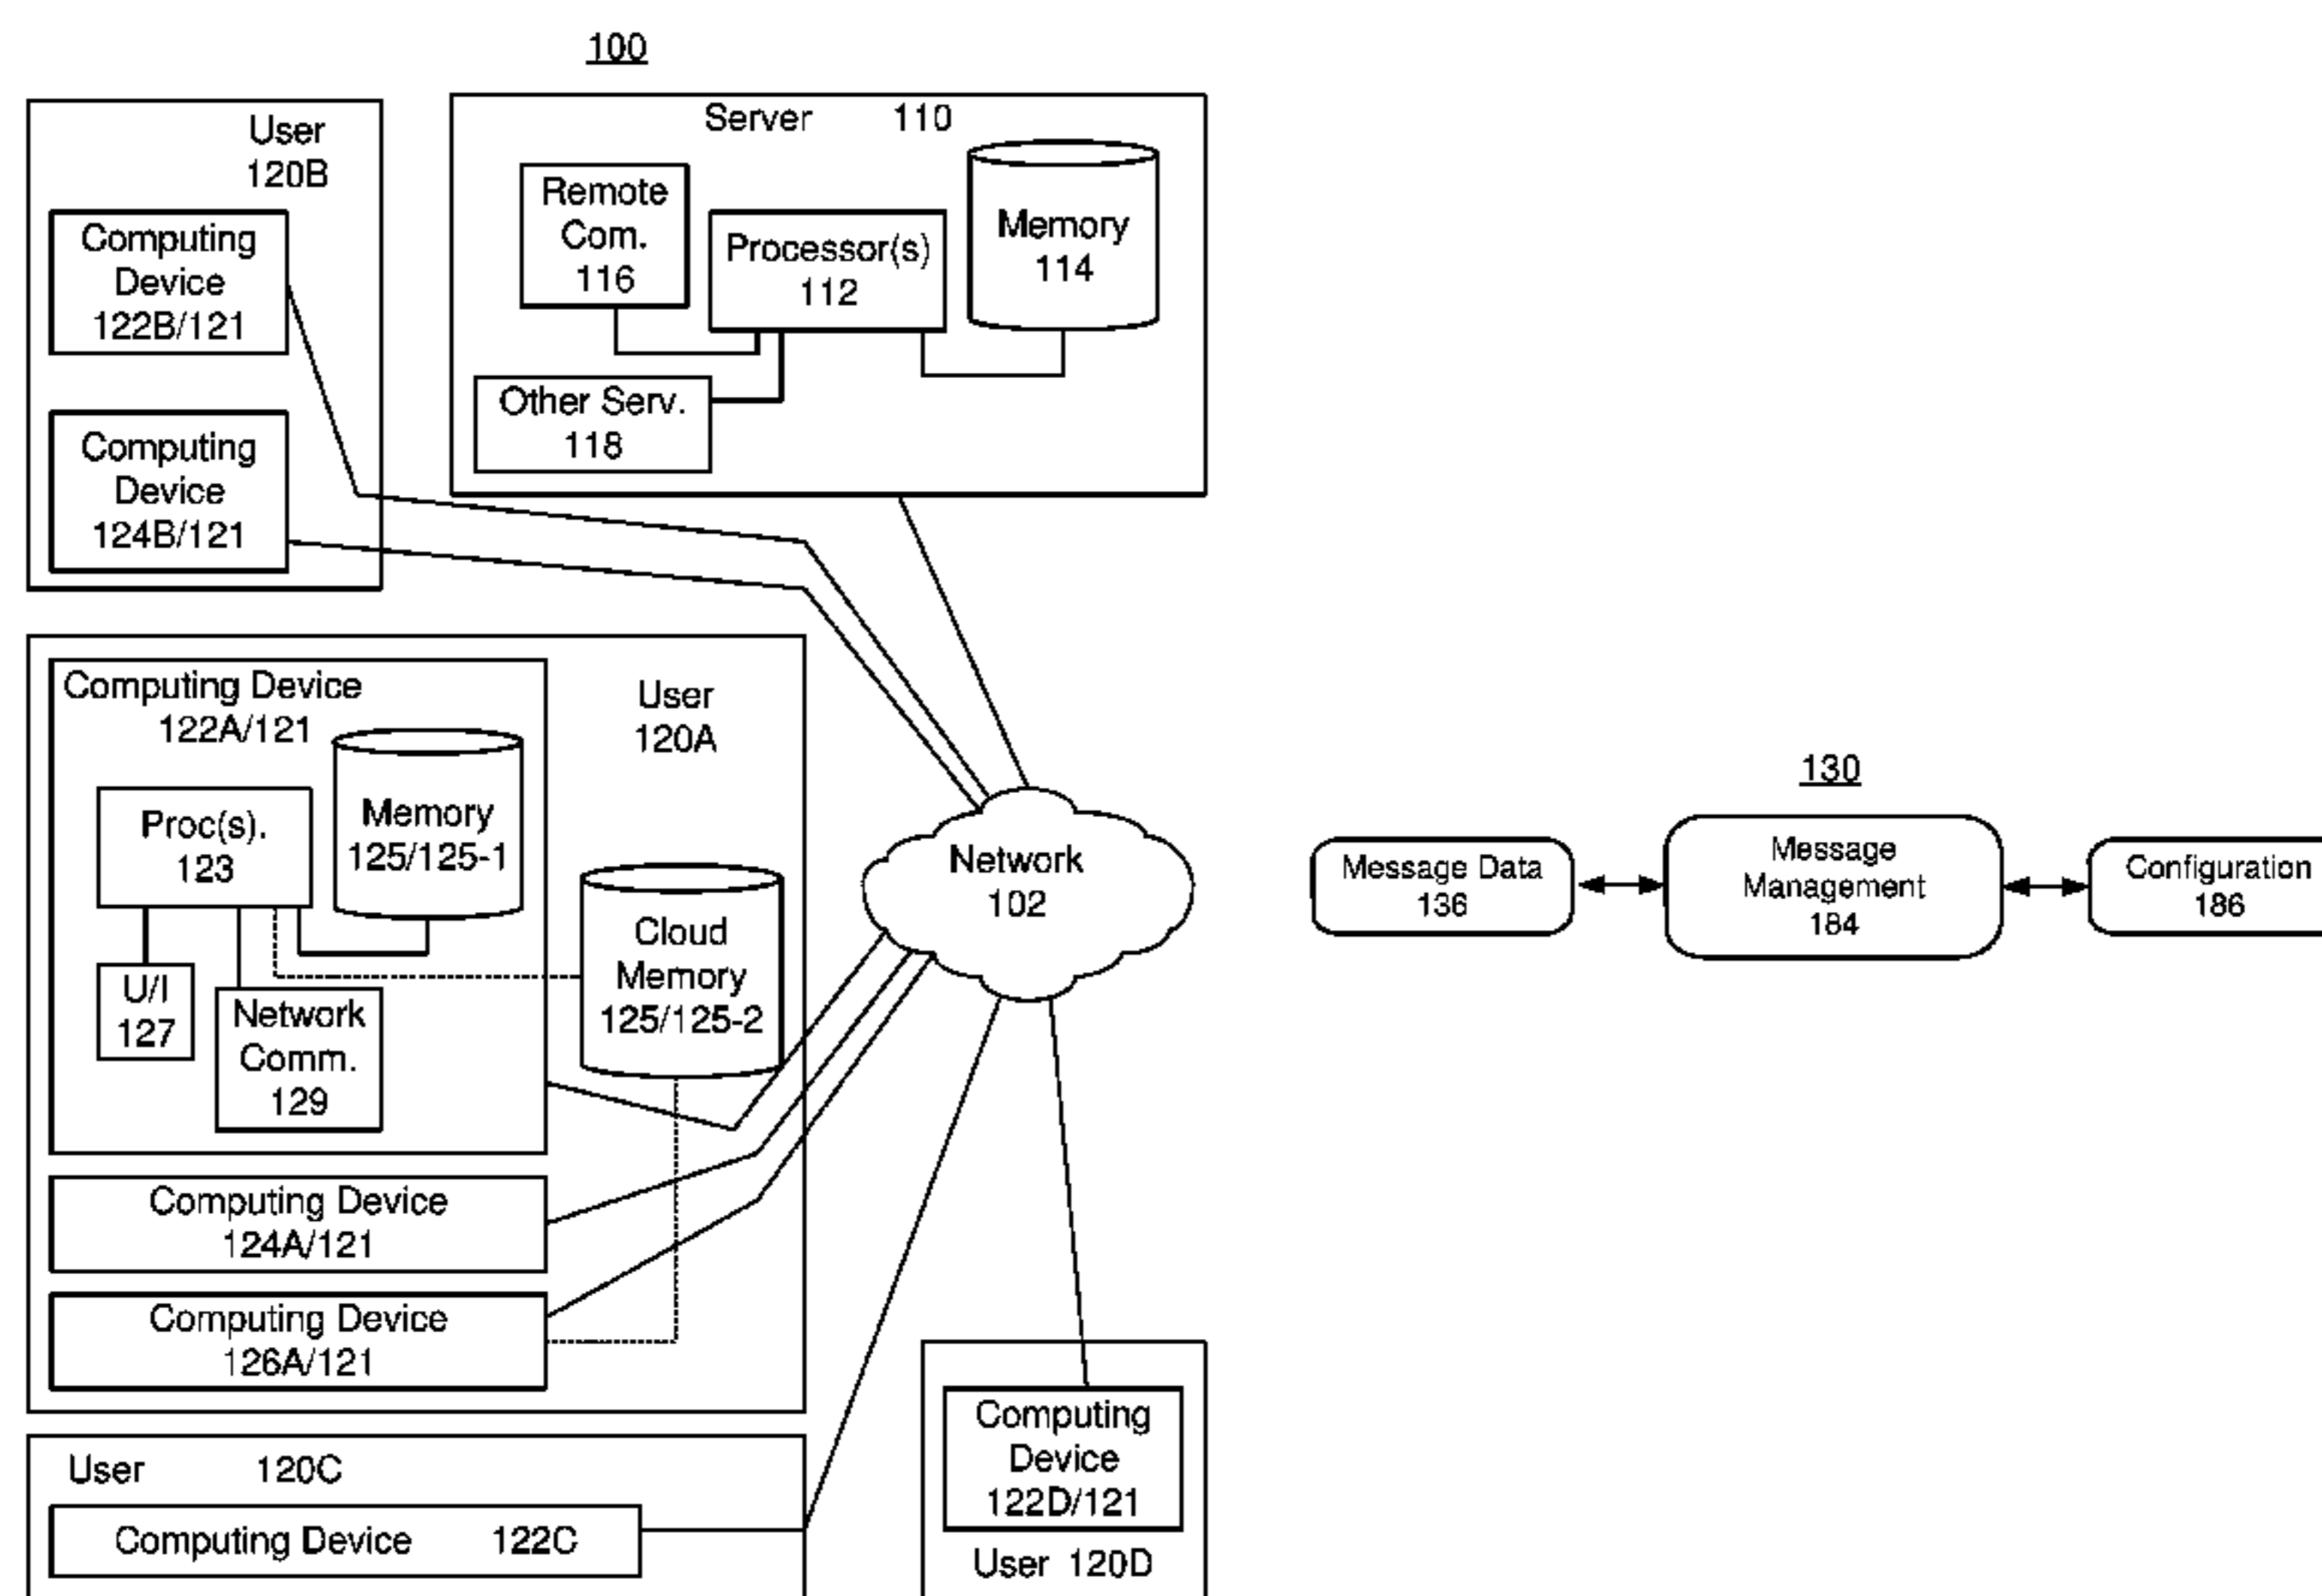 100
User
120B
Computing
Device
122B/121
Computing
Device
124B/121
Server 110
Remote
Com.
116
Processor(s)
112
Memory
114
Other Serv.
118
Computing Device
122A/121
User
120A
Proc(s).
123
Memory
125/125-1
U/I
127
Network
Comm.
129
Cloud
Memory
125/125-2
Computing Device
124A/121
Computing Device
126A/121
User 120C
Computing Device 122C
Network
102
Computing
Device
122D/121
User 120D
130
Message Data
136
Message
Management
184
Configuration
186